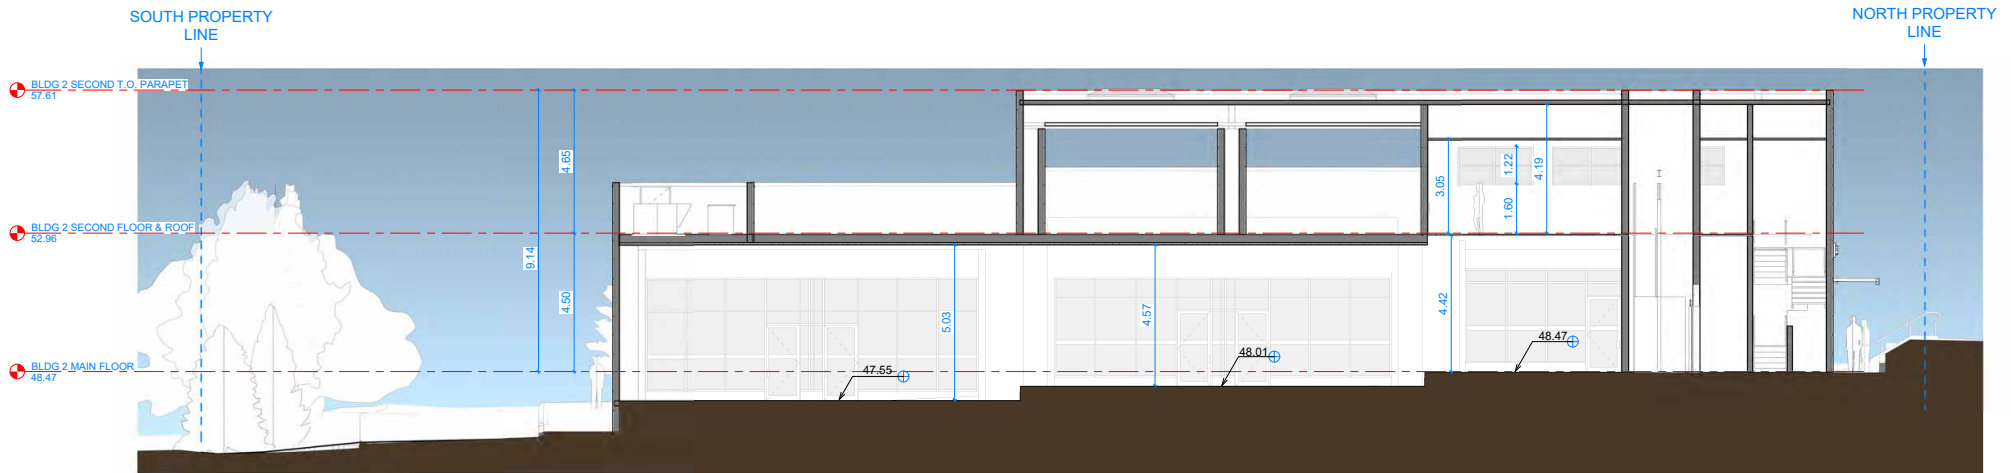 SOUTH PROPERTY
LINE
NORTH PROPERTY
LINE
BLDG 2 SECOND T.O. PARAPET
57.61
4.65
1.22
4.19
3.05
1.60
BLDG 2 SECOND FLOOR & ROOF
52.96
9.14
4.50
5.03
4.57
4.42
48.47
48.01
47.55
BLDG 2 MAIN FLOOR
48.47